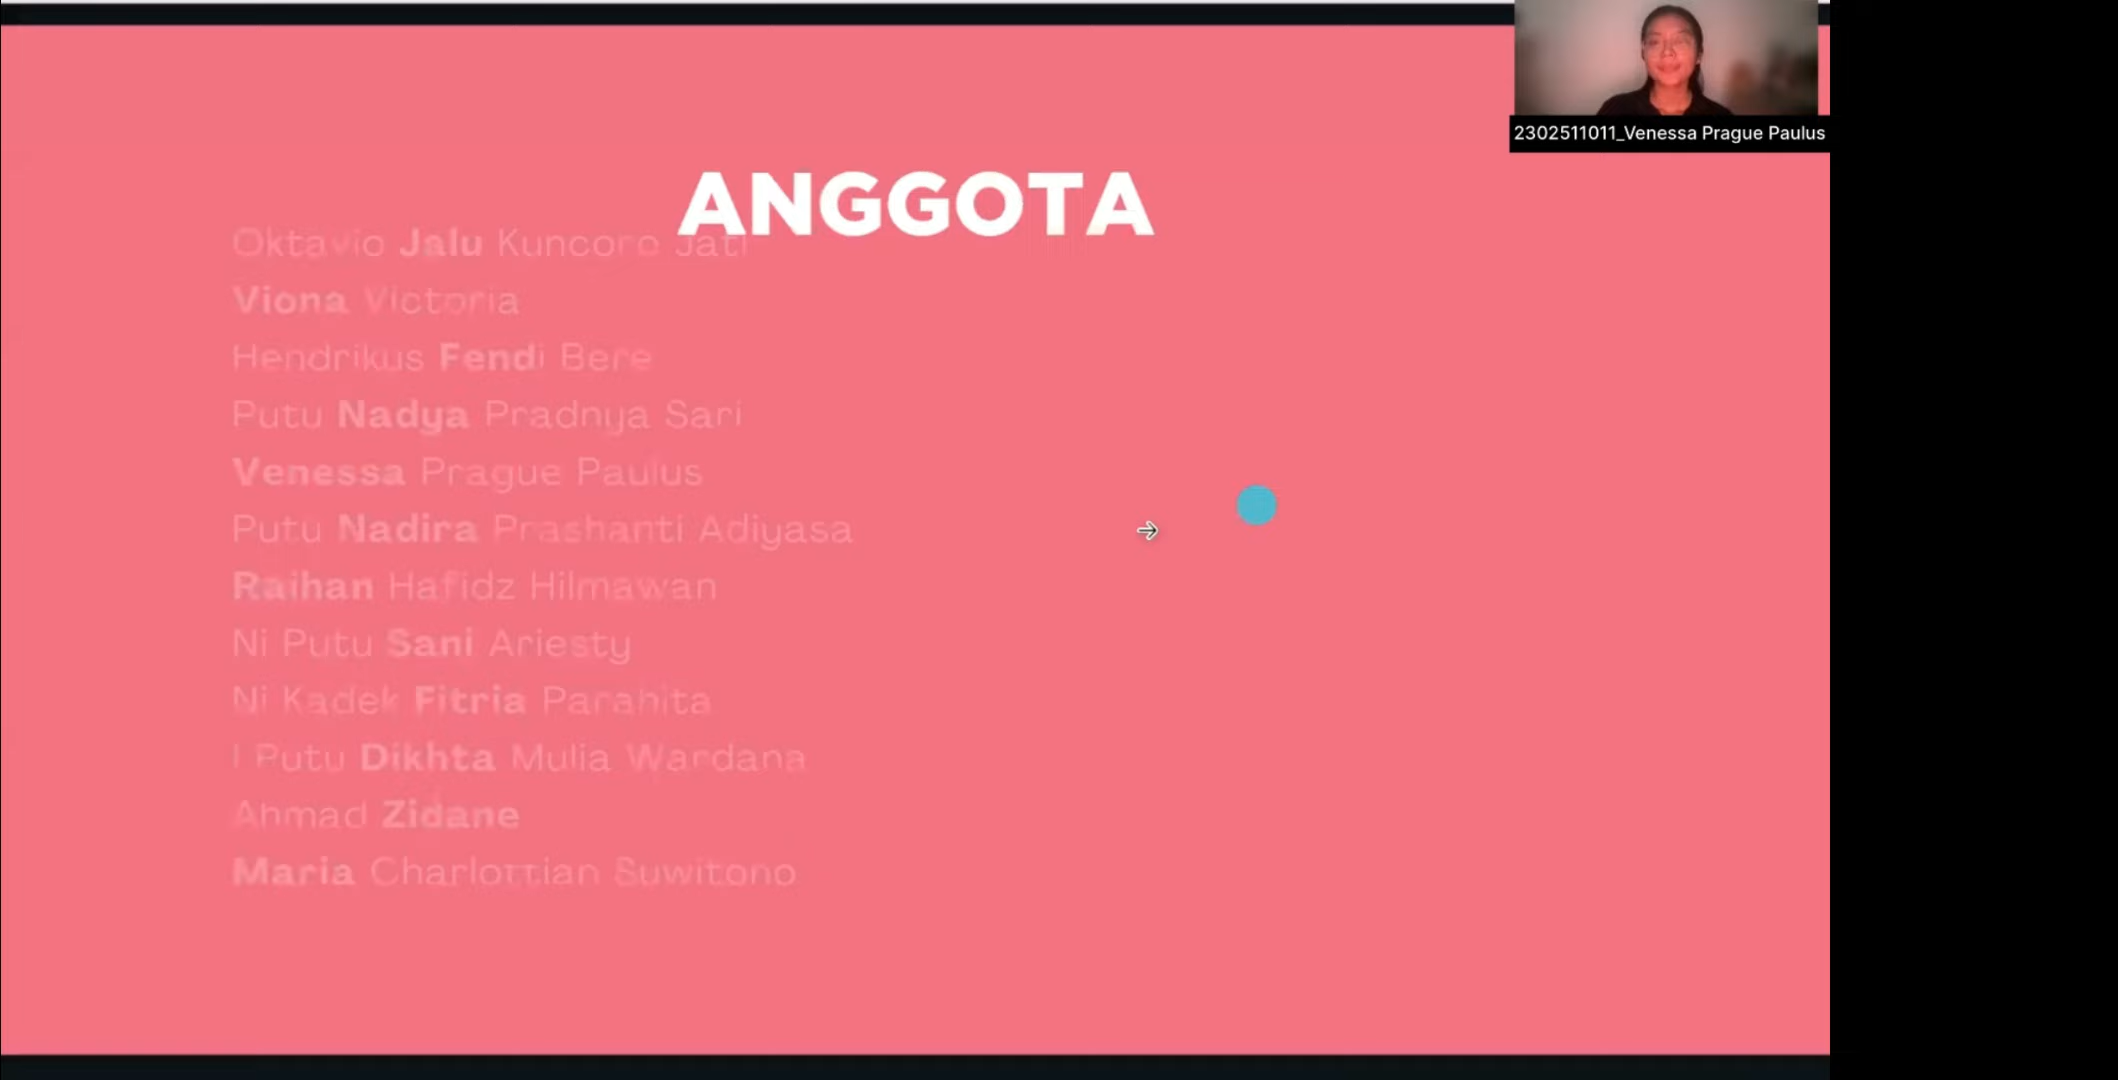 2302511011_Venessa Prague Paulus
ANGGOTA
Oktavio Jalu Kuncoro Jati
Viona Victoria
Hendrikus Fendi Bere
Putu Nadya Pradnya Sari
Venessa Prague Paulus
Putu Nadira Prashanti Adiyasa
Raihan Hafidz Hilmawan
Ni Putu Sani Ariesty
Ni Kadek Fitria Parahita
I Putu Dikhta Mulia Wardana
Ahmad Zidane
Maria Charlottian Suwitono